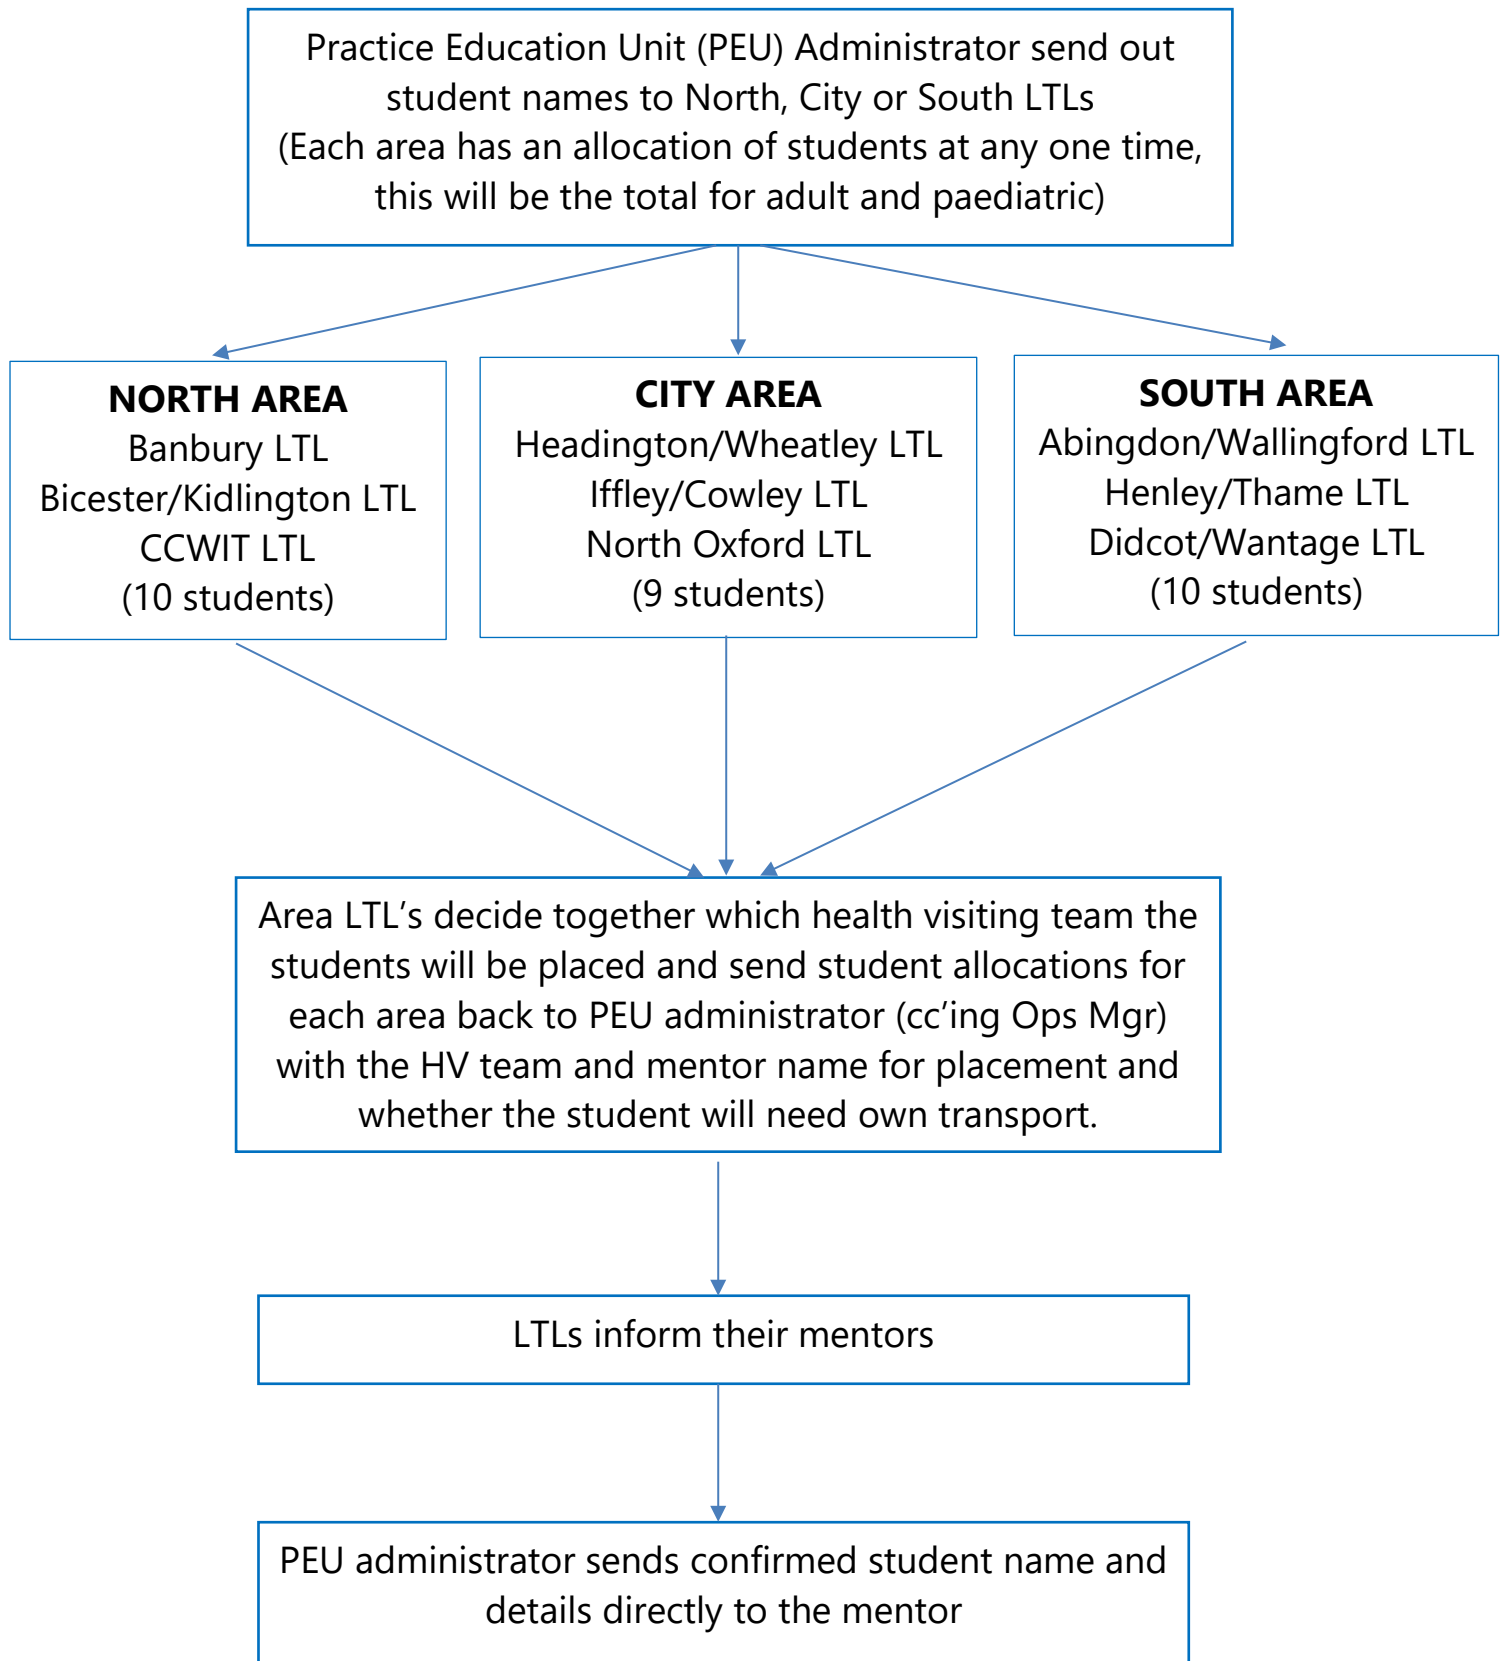 Practice Education Unit (PEU) Administrator send out
student names to North, City or South LTLs
(Each area has an allocation of students at any one time,
this will be the total for adult and paediatric)
NORTH AREA
Banbury LTL
Bicester/Kidlington LTL
CCWIT LTL
(10 students)
CITY AREA
Headington/Wheatley LTL
Iffley/Cowley LTL
North Oxford LTL
(9 students)
SOUTH AREA
Abingdon/Wallingford LTL
Henley/Thame LTL
Didcot/Wantage LTL
(10 students)
Area LTL’s decide together which health visiting team the
students will be placed and send student allocations for
each area back to PEU administrator (cc’ing Ops Mgr)
with the HV team and mentor name for placement and
whether the student will need own transport.
LTLs inform their mentors
PEU administrator sends confirmed student name and
details directly to the mentor